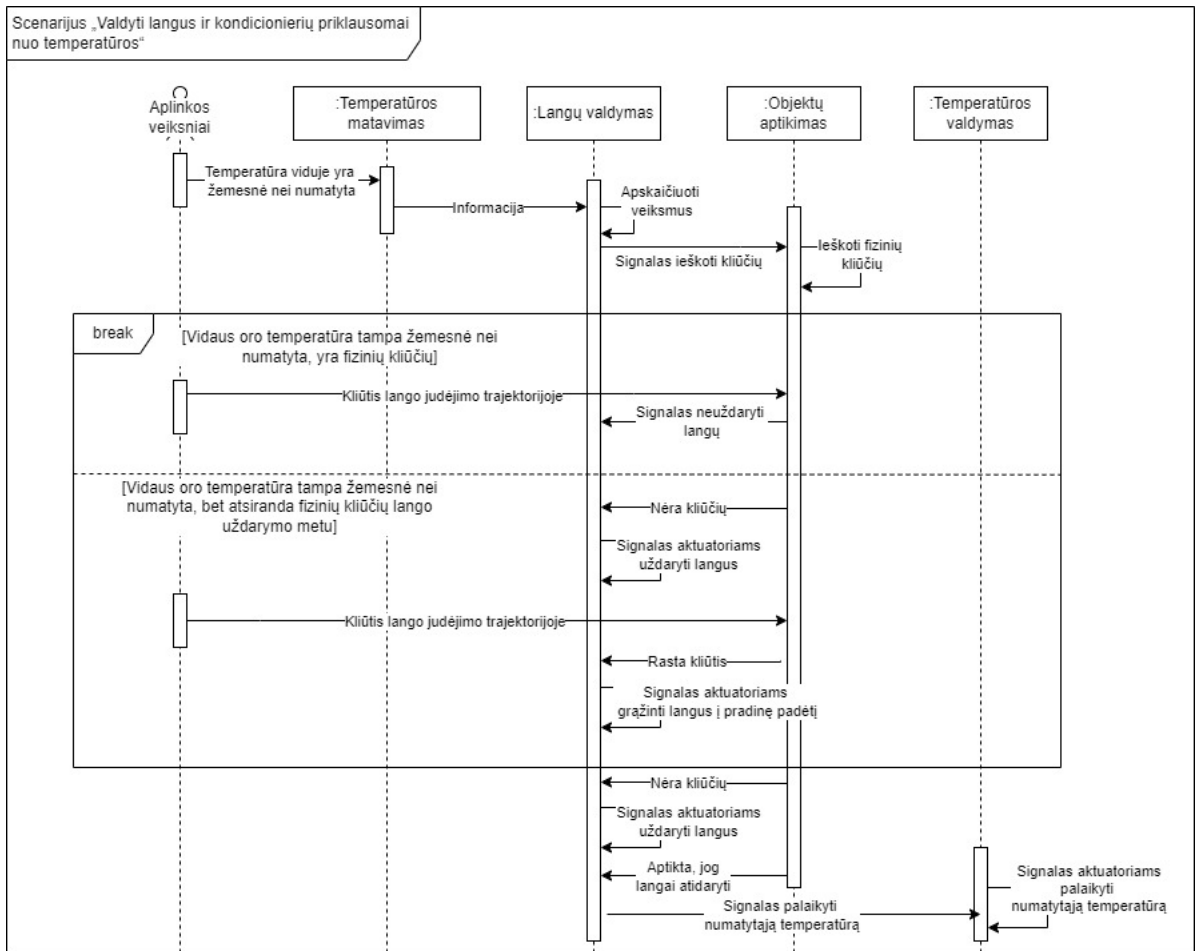 Scenarijus „Valdyti langus ir kondicionierių priklausomai
nuo temperatūros“
Aplinkos
veiksniai
:Temperatūros
matavimas
:Langų valdymas
:Objektų
aptikimas
:Temperatūros
valdymas
Temperatūra viduje yra
žemesnė nei numatyta
Informacija
Apskaičiuoti
veiksmus
Signalas ieškoti kliūčių
Ieškoti fizinių
kliūčių
break
[Vidaus oro temperatūra tampa žemesnė nei
numatyta, yra fizinių kliūčių]
Kliūtis lango judėjimo trajektorijoje
Signalas neuždaryti
langų
[Vidaus oro temperatūra tampa žemesnė nei
numatyta, bet atsiranda fizinių kliūčių lango
uždarymo metu]
Nėra kliūčių
Signalas aktuatoriams
uždaryti langus
Kliūtis lango judėjimo trajektorijoje
Rasta kliūtis
Signalas aktuatoriams
grąžinti langus į pradinę padėtį
Nėra kliūčių
Signalas aktuatoriams
uždaryti langus
Aptikta, jog
langai atidaryti
Signalas palaikyti
numatytąją temperatūrą
Signalas aktuatoriams
palaikyti
numatytąją temperatūrą